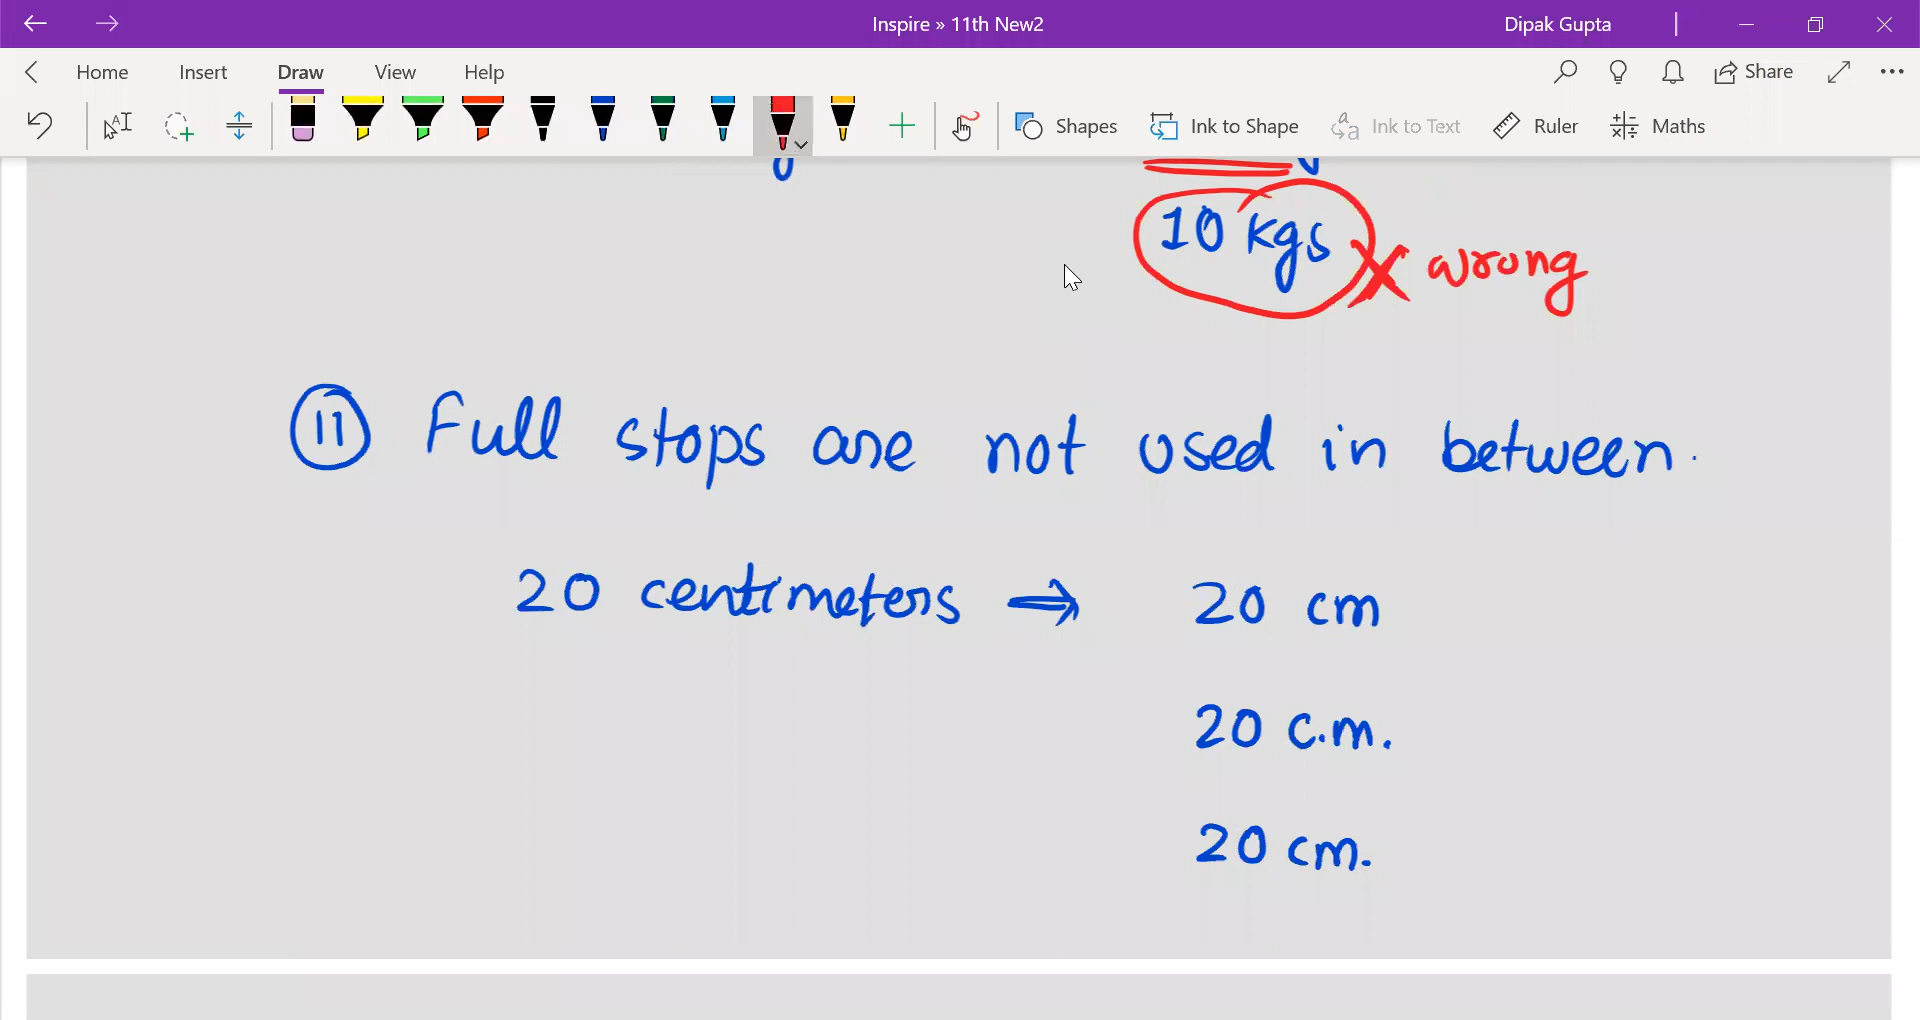 Inspire » 11th New2
Dipak Gupta
Home Insert Draw View Help
Share
Shapes Ink to Shape Ink to Text Ruler Maths
10 kgs X wrong
11 Full stops are not used in between.
20 centimeters ⇒ 20 cm
20 c.m.
20 cm.